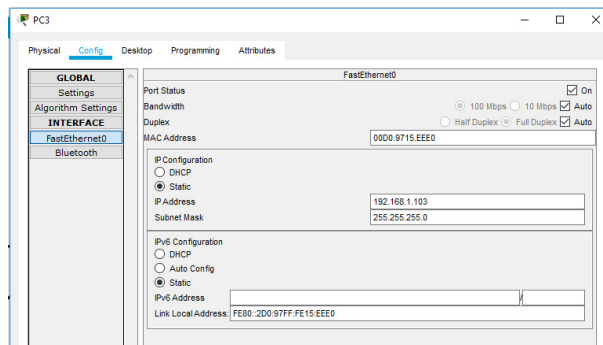 PC3
Physical Config Desktop Programming Attributes
GLOBAL
Settings
Algorithm Settings
INTERFACE
FastEthernet0
Bluetooth
FastEthernet0
Port Status On
Bandwidth 100 Mbps 10 Mbps Auto
Duplex Half Duplex Full Duplex Auto
MAC Address 00D0.9715.EEE0
IP Configuration
DHCP
Static
IP Address 192.168.1.103
Subnet Mask 255.255.255.0
IPv6 Configuration
DHCP
Auto Config
Static
IPv6 Address /
Link Local Address: FE80::2D0:97FF:FE15:EEE0